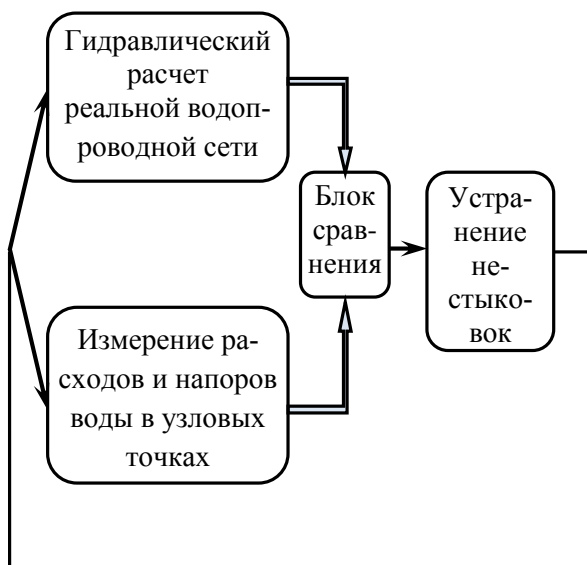 Гидравлический
расчет
реальной водоп-
роводной сети
Блок
срав-
нения
Устра-
нение
не-
стыко-
вок
Измерение ра-
сходов и напоров
воды в узловых
точках